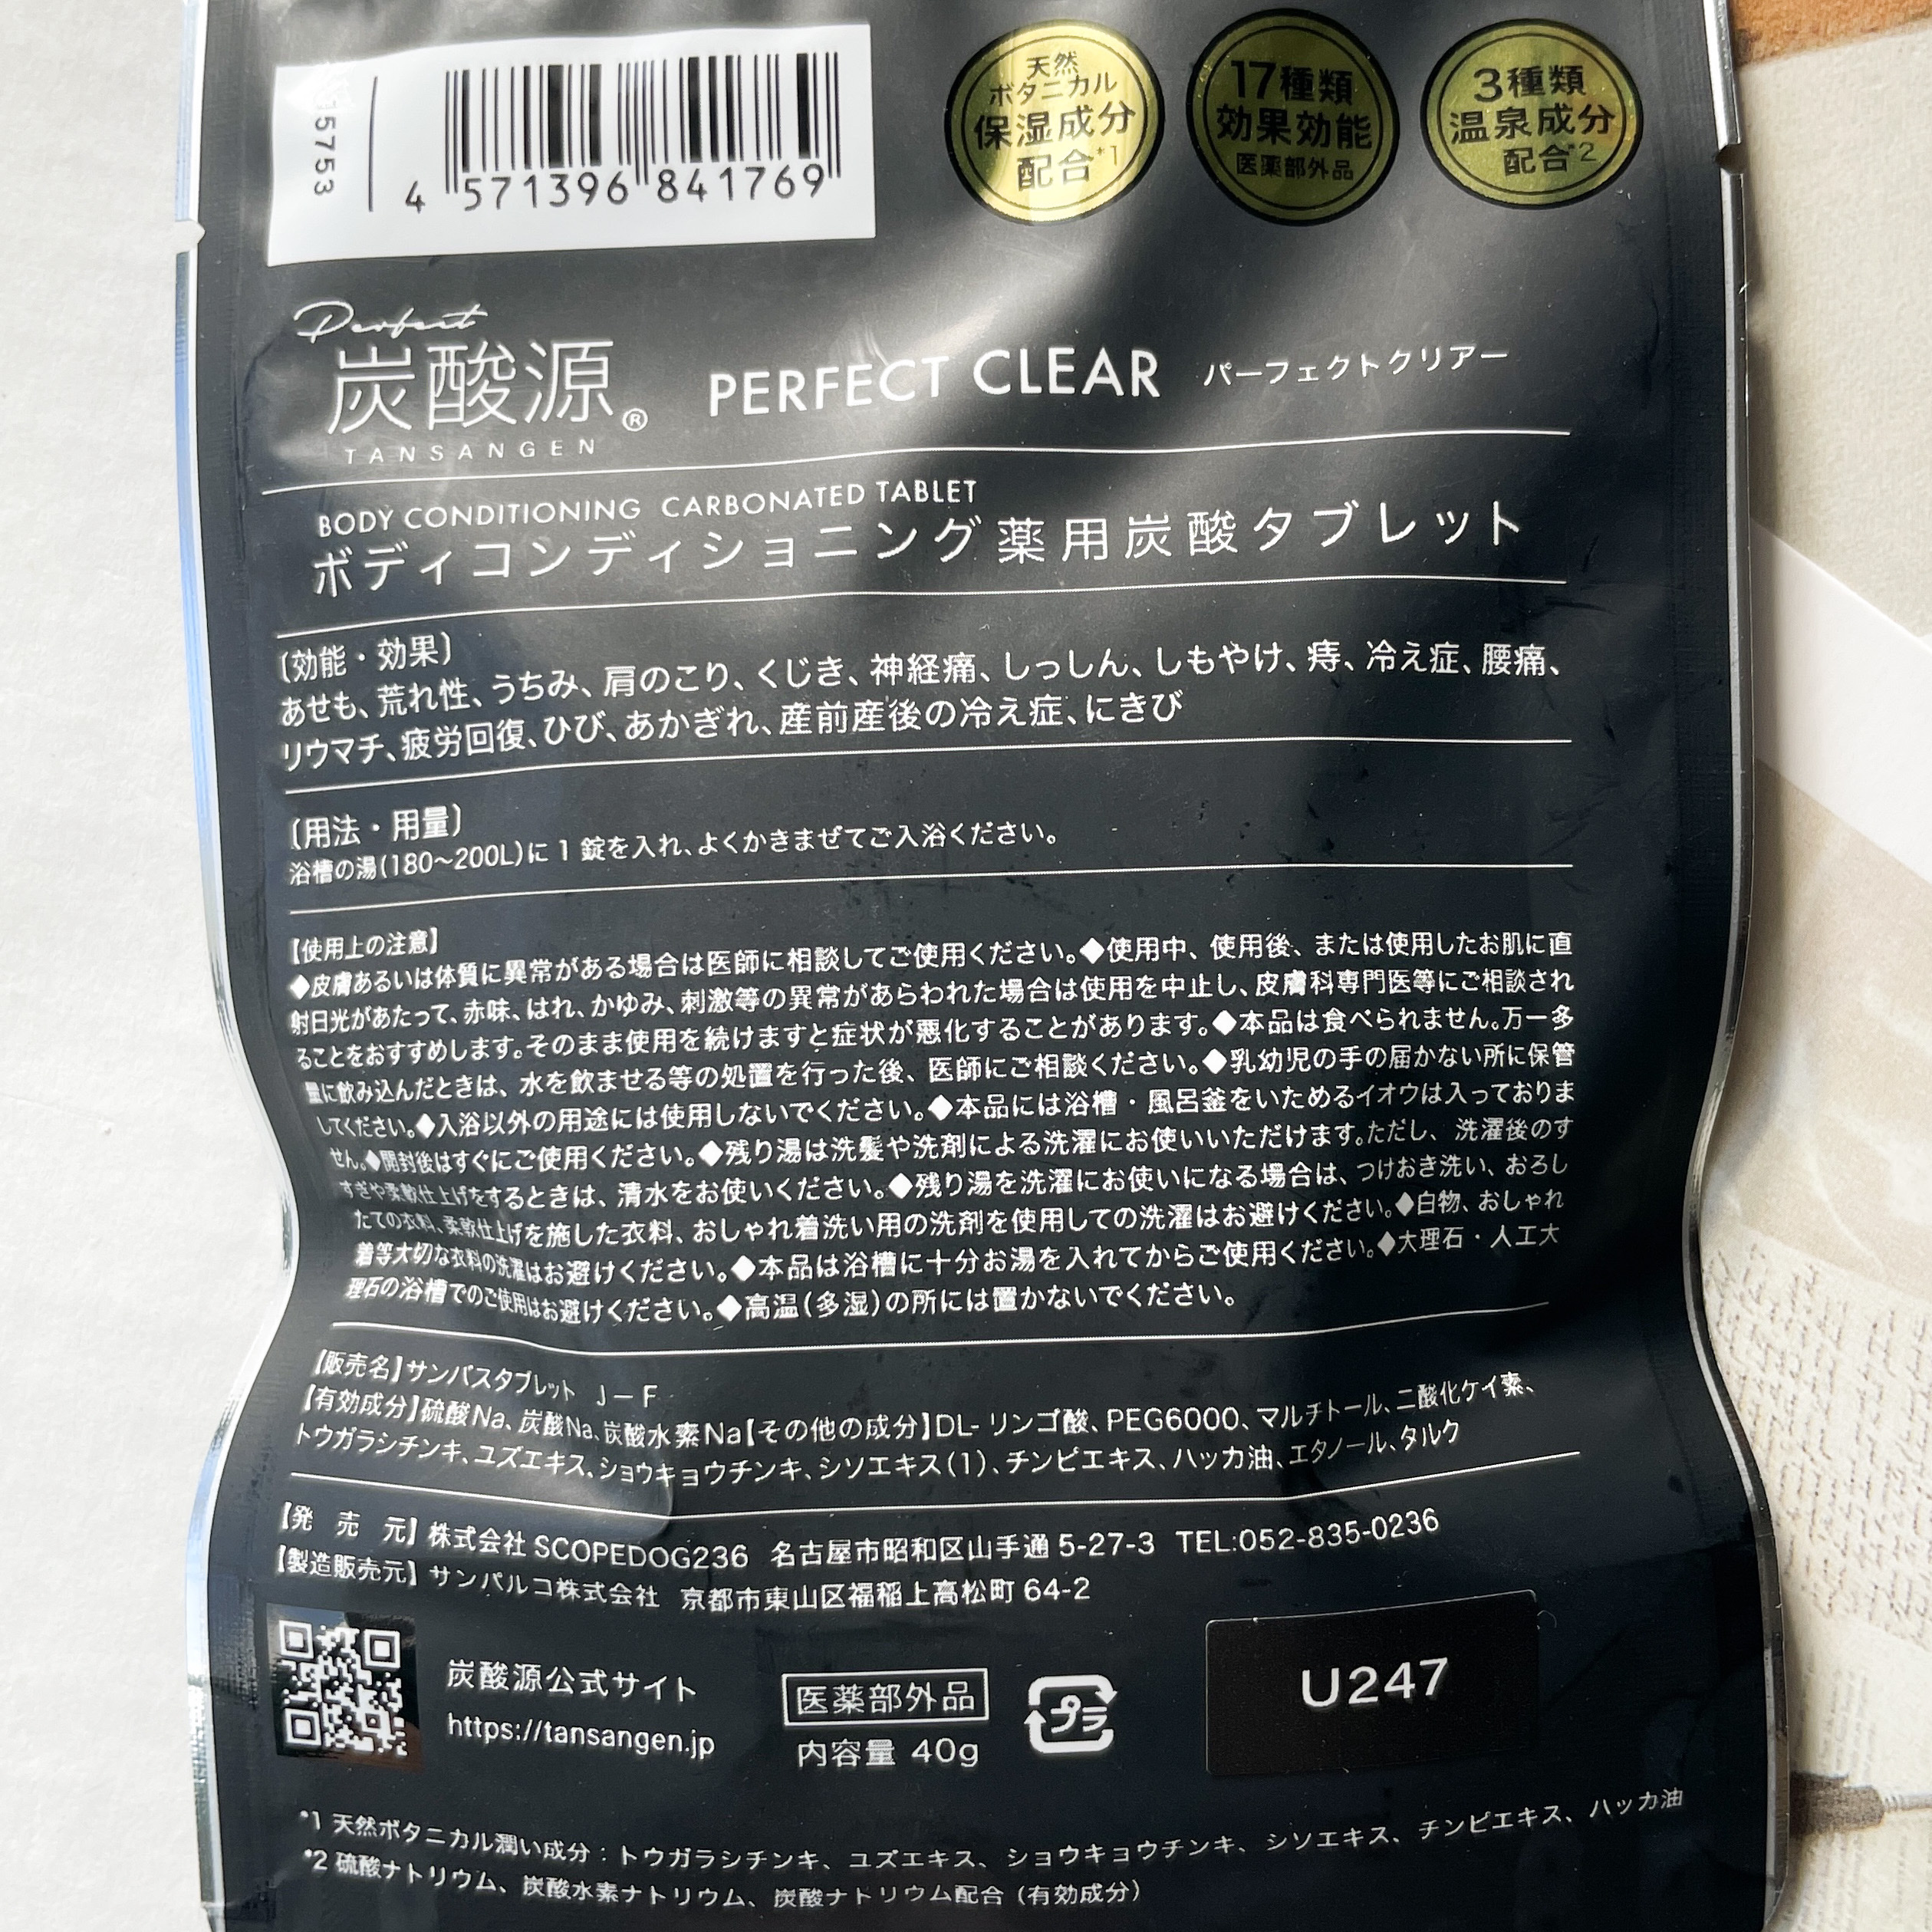 5753
4 571396 841769
天然
ボタニカル
保湿成分
配合*1
17種類
効果効能
医薬部外品
3種類
温泉成分
配合*2
Perfect
炭酸源®
TANSANGEN
PERFECT CLEAR パーフェクトクリアー
BODY CONDITIONING CARBONATED TABLET
ボディコンディショニング薬用炭酸タブレット
〔効能・効果〕
あせも、荒れ性、うちみ、肩のこり、くじき、神経痛、しっしん、しもやけ、痔、冷え症、腰痛、
リウマチ、疲労回復、ひび、あかぎれ、産前産後の冷え症、にきび
〔用法・用量〕
浴槽の湯(180〜200L)に1錠を入れ、よくかきまぜてご入浴ください。
【使用上の注意】
◆皮膚あるいは体質に異常がある場合は医師に相談してご使用ください。◆使用中、使用後、または使用したお肌に直
射日光があたって、赤味、はれ、かゆみ、刺激等の異常があらわれた場合は使用を中止し、皮膚科専門医等にご相談され
ることをおすすめします。そのまま使用を続けますと症状が悪化することがあります。◆本品は食べられません。万一多
量に飲み込んだときは、水を飲ませる等の処置を行った後、医師にご相談ください。◆乳幼児の手の届かない所に保管
してください。◆入浴以外の用途には使用しないでください。◆本品には浴槽・風呂釜をいためるイオウは入っておりま
せん。◆開封後はすぐにご使用ください。◆残り湯は洗髪や洗剤による洗濯にお使いいただけます。ただし、洗濯後のす
すぎや柔軟仕上げをするときは、清水をお使いください。◆残り湯を洗濯にお使いになる場合は、つけおき洗い、おろし
たての衣料、柔軟仕上げを施した衣料、おしゃれ着洗い用の洗剤を使用しての洗濯はお避けください。◆白物、おしゃれ
着等大切な衣料の洗濯はお避けください。◆本品は浴槽に十分お湯を入れてからご使用ください。◆大理石・人工大
理石の浴槽でのご使用はお避けください。◆高温(多湿)の所には置かないでください。
【販売名】サンバスタブレット J－F
【有効成分】硫酸Na、炭酸Na、炭酸水素Na【その他の成分】DL-リンゴ酸、PEG6000、マルチトール、二酸化ケイ素、
トウガラシチンキ、ユズエキス、ショウキョウチンキ、シソエキス(1)、チンピエキス、ハッカ油、エタノール、タルク
【発 売 元】株式会社SCOPEDOG236 名古屋市昭和区山手通5-27-3 TEL:052-835-0236
【製造販売元】サンパルコ株式会社 京都市東山区福稲上高松町64-2
炭酸源公式サイト
https://tansangen.jp
医薬部外品
内容量 40g
プラ
U247
*1 天然ボタニカル潤い成分：トウガラシチンキ、ユズエキス、ショウキョウチンキ、シソエキス、チンピエキス、ハッカ油
*2 硫酸ナトリウム、炭酸水素ナトリウム、炭酸ナトリウム配合（有効成分）